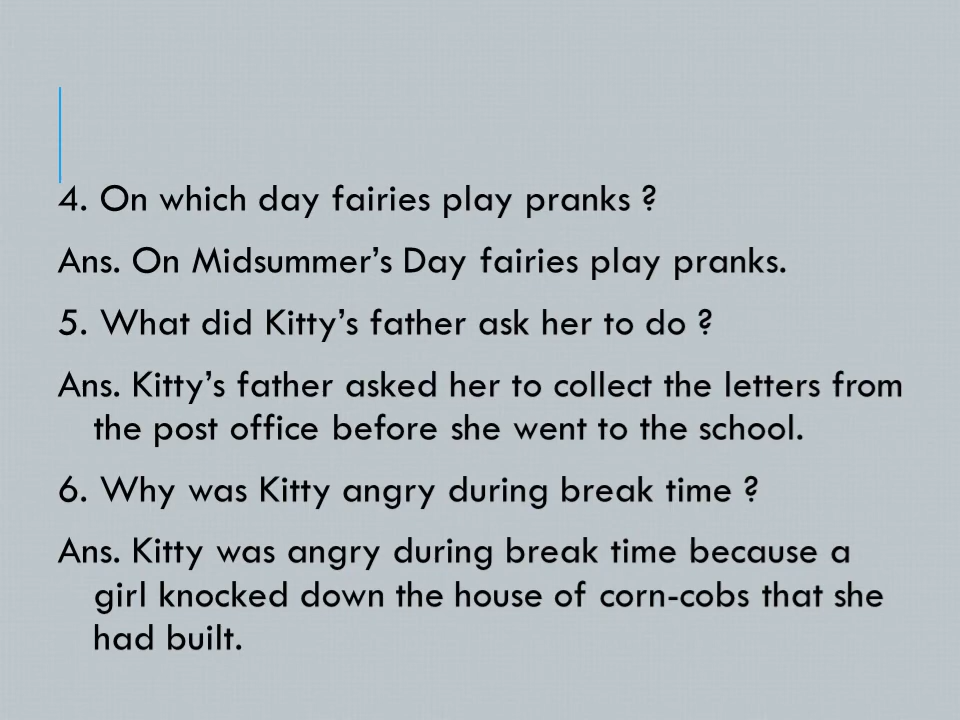 4. On which day fairies play pranks ?
Ans. On Midsummer’s Day fairies play pranks.
5. What did Kitty’s father ask her to do ?
Ans. Kitty’s father asked her to collect the letters from
the post office before she went to the school.
6. Why was Kitty angry during break time ?
Ans. Kitty was angry during break time because a
girl knocked down the house of corn-cobs that she
had built.